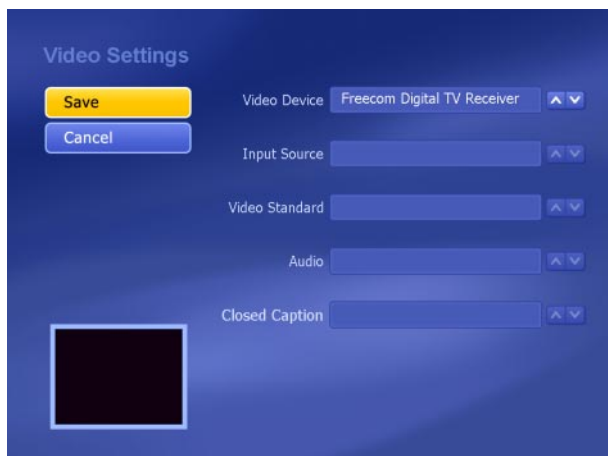 Video Settings
Save
Cancel
Video Device Freecom Digital TV Receiver
Input Source
Video Standard
Audio
Closed Caption